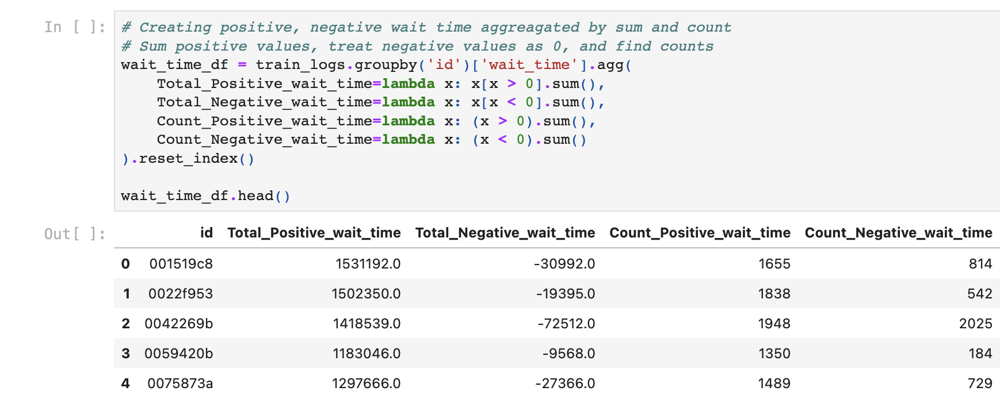 In [ ]:
# Creating positive, negative wait time aggreagated by sum and count
# Sum positive values, treat negative values as 0, and find counts
wait_time_df = train_logs.groupby('id')['wait_time'].agg(
    Total_Positive_wait_time=lambda x: x[x > 0].sum(),
    Total_Negative_wait_time=lambda x: x[x < 0].sum(),
    Count_Positive_wait_time=lambda x: (x > 0).sum(),
    Count_Negative_wait_time=lambda x: (x < 0).sum()
).reset_index()
wait_time_df.head()
Out[ ]:
id Total_Positive_wait_time Total_Negative_wait_time Count_Positive_wait_time Count_Negative_wait_time
0 001519c8 1531192.0 -30992.0 1655 814
1 0022f953 1502350.0 -19395.0 1838 542
2 0042269b 1418539.0 -72512.0 1948 2025
3 0059420b 1183046.0 -9568.0 1350 184
4 0075873a 1297666.0 -27366.0 1489 729